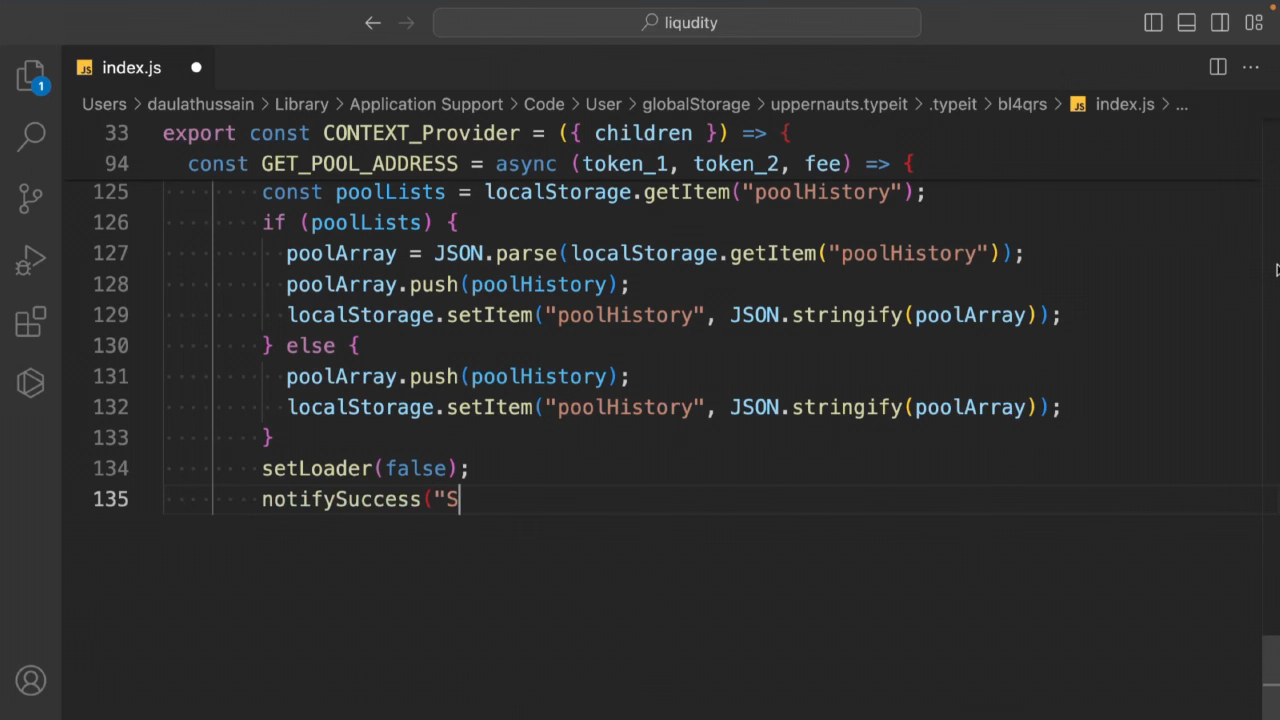 liqudity
JS index.js
1
Users > daulathussain > Library > Application Support > Code > User > globalStorage > uppernauts.typeit > .typeit > bl4qrs > JS index.js > ...
33 export const CONTEXT_Provider = ({ children }) => {
94 const GET_POOL_ADDRESS = async (token_1, token_2, fee) => {
125 const poolLists = localStorage.getItem("poolHistory");
126 if (poolLists) {
127 poolArray = JSON.parse(localStorage.getItem("poolHistory"));
128 poolArray.push(poolHistory);
129 localStorage.setItem("poolHistory", JSON.stringify(poolArray));
130 } else {
131 poolArray.push(poolHistory);
132 localStorage.setItem("poolHistory", JSON.stringify(poolArray));
133 }
134 setLoader(false);
135 notifySuccess("S